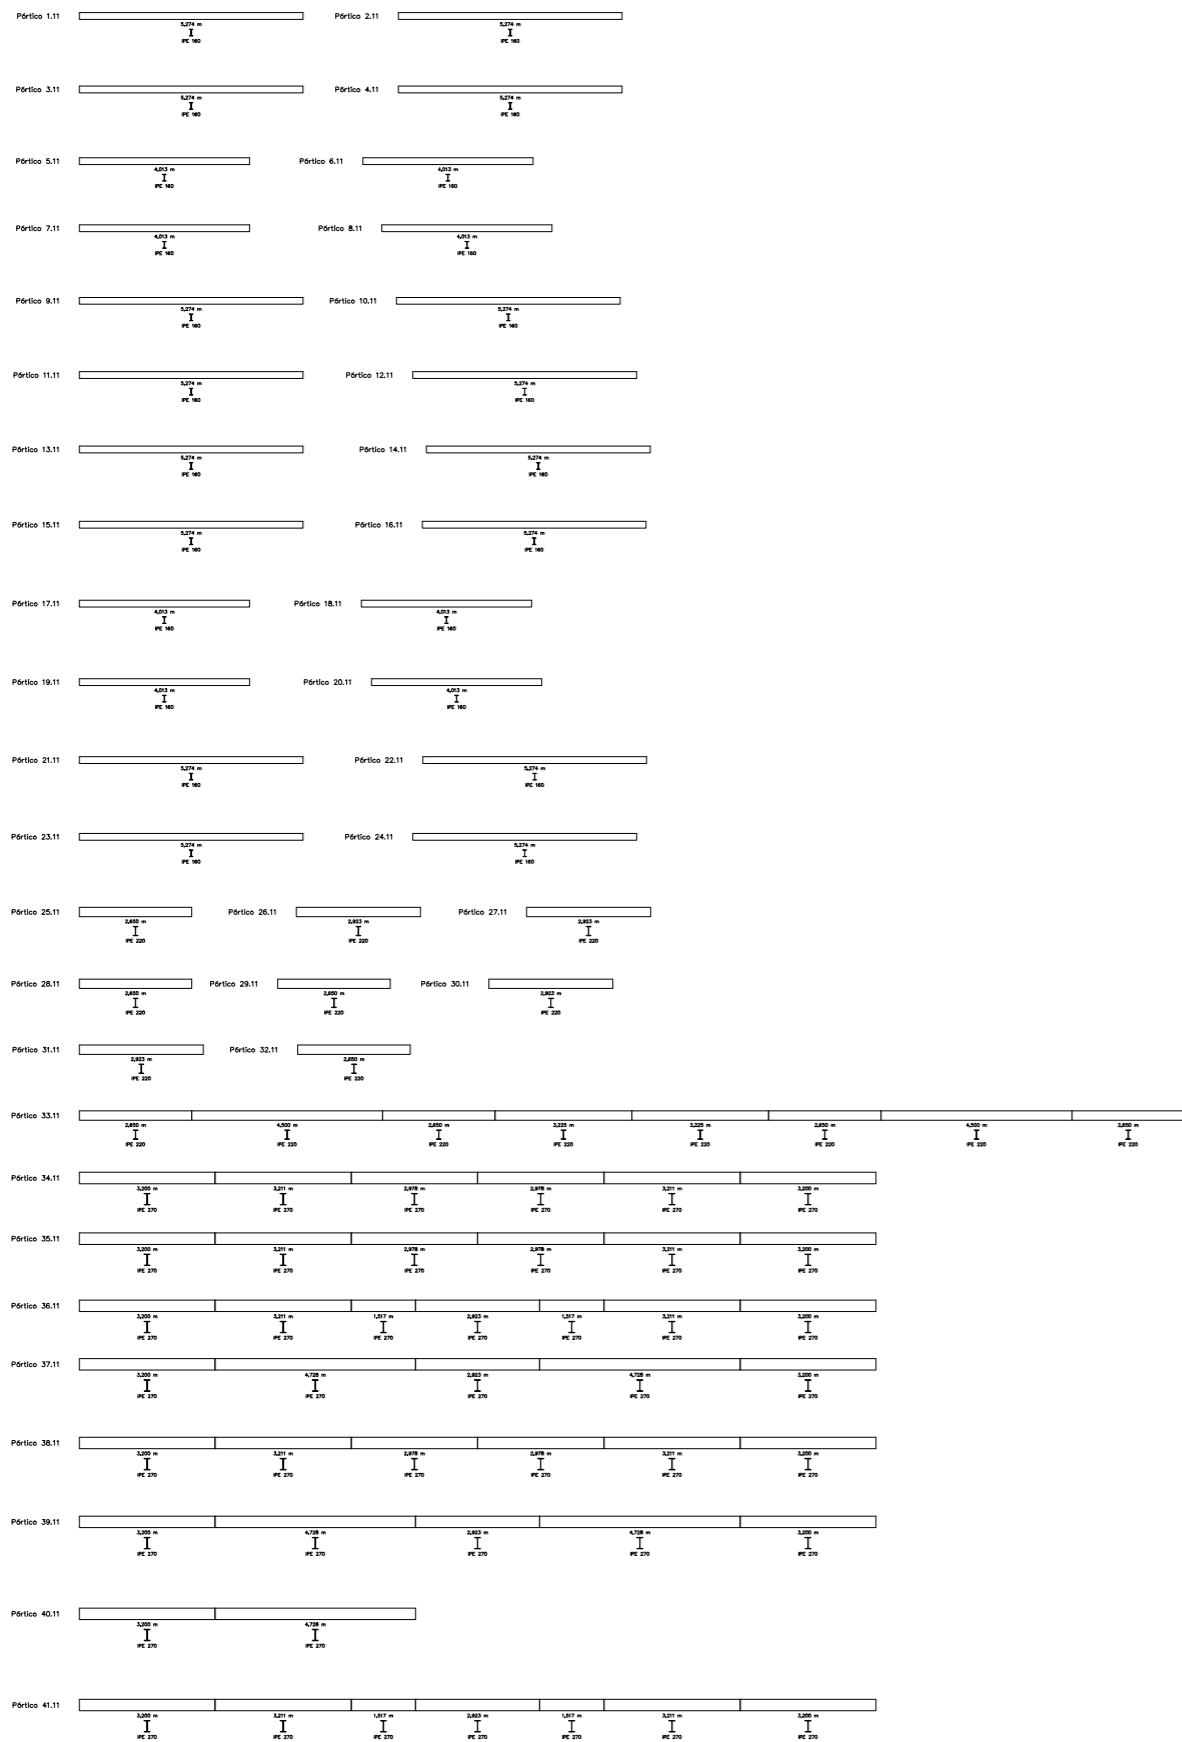 Pórtico 1.11 Pórtico 2.11
5,274 m 5,274 m
IPE 160 IPE 160
Pórtico 3.11 Pórtico 4.11
5,274 m 5,274 m
IPE 160 IPE 160
Pórtico 5.11 Pórtico 6.11
4,013 m 4,013 m
IPE 160 IPE 160
Pórtico 7.11 Pórtico 8.11
4,013 m 4,013 m
IPE 160 IPE 160
Pórtico 9.11 Pórtico 10.11
5,274 m 5,274 m
IPE 160 IPE 160
Pórtico 11.11 Pórtico 12.11
5,274 m 5,274 m
IPE 160 IPE 160
Pórtico 13.11 Pórtico 14.11
5,274 m 5,274 m
IPE 160 IPE 160
Pórtico 15.11 Pórtico 16.11
5,274 m 5,274 m
IPE 160 IPE 160
Pórtico 17.11 Pórtico 18.11
4,013 m 4,013 m
IPE 160 IPE 160
Pórtico 19.11 Pórtico 20.11
4,013 m 4,013 m
IPE 160 IPE 160
Pórtico 21.11 Pórtico 22.11
5,274 m 5,274 m
IPE 160 IPE 160
Pórtico 23.11 Pórtico 24.11
5,274 m 5,274 m
IPE 160 IPE 160
Pórtico 25.11 Pórtico 26.11 Pórtico 27.11
2,650 m 2,923 m 2,923 m
IPE 220 IPE 220 IPE 220
Pórtico 28.11 Pórtico 29.11 Pórtico 30.11
2,650 m 2,650 m 2,923 m
IPE 220 IPE 220 IPE 220
Pórtico 31.11 Pórtico 32.11
2,923 m 2,650 m
IPE 220 IPE 220
Pórtico 33.11
2,650 m 4,500 m 2,650 m 3,225 m 3,225 m 2,650 m 4,500 m 2,650 m
IPE 220 IPE 220 IPE 220 IPE 220 IPE 220 IPE 220 IPE 220 IPE 220
Pórtico 34.11
3,200 m 3,211 m 2,978 m 2,978 m 3,211 m 3,200 m
IPE 270 IPE 270 IPE 270 IPE 270 IPE 270 IPE 270
Pórtico 35.11
3,200 m 3,211 m 2,978 m 2,978 m 3,211 m 3,200 m
IPE 270 IPE 270 IPE 270 IPE 270 IPE 270 IPE 270
Pórtico 36.11
3,200 m 3,211 m 1,517 m 2,923 m 1,517 m 3,211 m 3,200 m
IPE 270 IPE 270 IPE 270 IPE 270 IPE 270 IPE 270 IPE 270
Pórtico 37.11
3,200 m 4,728 m 2,923 m 4,728 m 3,200 m
IPE 270 IPE 270 IPE 270 IPE 270 IPE 270
Pórtico 38.11
3,200 m 3,211 m 2,978 m 2,978 m 3,211 m 3,200 m
IPE 270 IPE 270 IPE 270 IPE 270 IPE 270 IPE 270
Pórtico 39.11
3,200 m 4,728 m 2,923 m 4,728 m 3,200 m
IPE 270 IPE 270 IPE 270 IPE 270 IPE 270
Pórtico 40.11
3,200 m 4,728 m
IPE 270 IPE 270
Pórtico 41.11
3,200 m 3,211 m 1,517 m 2,923 m 1,517 m 3,211 m 3,200 m
IPE 270 IPE 270 IPE 270 IPE 270 IPE 270 IPE 270 IPE 270